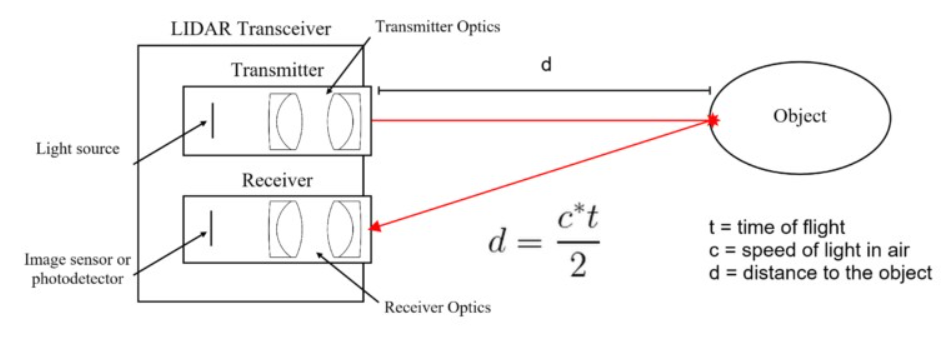 LIDAR Transceiver
Transmitter Optics
Transmitter
d
Object
Light source
Receiver
d = c*t / 2
t = time of flight
c = speed of light in air
d = distance to the object
Image sensor or
photodetector
Receiver Optics